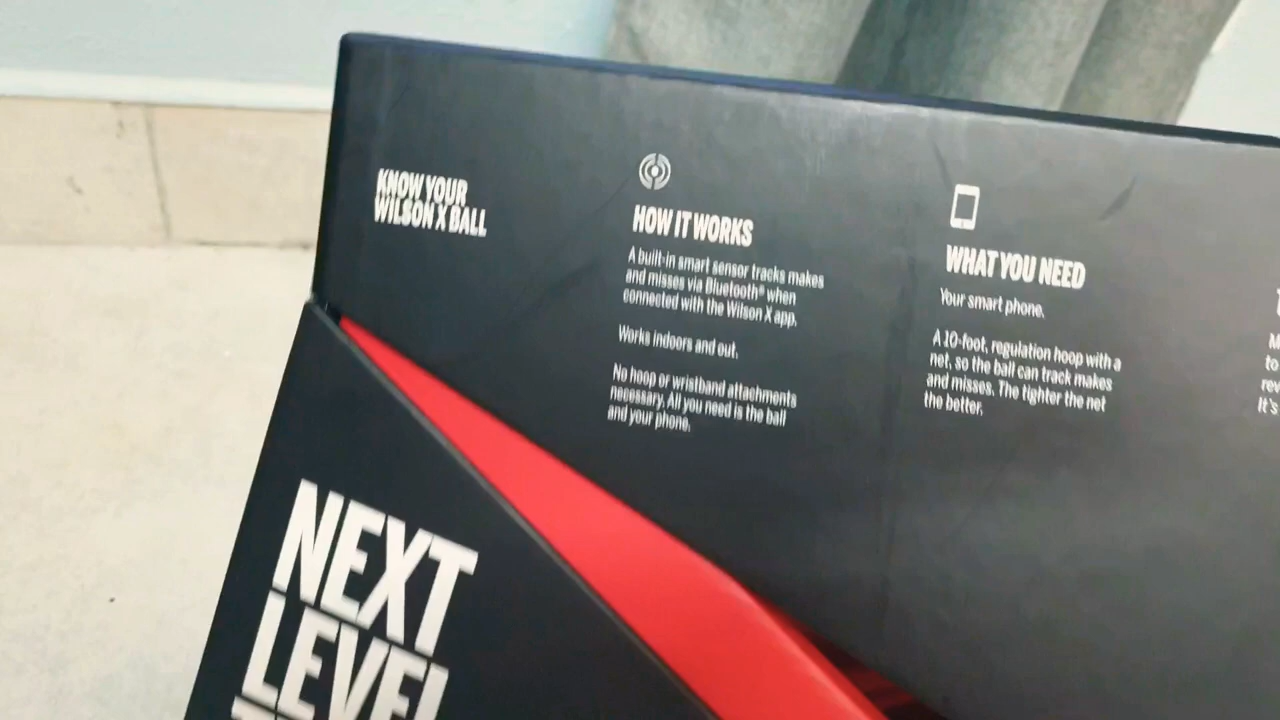 KNOW YOUR
WILSON X BALL
HOW IT WORKS
A built-in smart sensor tracks makes
and misses via Bluetooth® when
connected with the Wilson X app.
Works indoors and out.
No hoop or wristband attachments
necessary. All you need is the ball
and your phone.
WHAT YOU NEED
Your smart phone.
A 10-foot, regulation hoop with a
net, so the ball can track makes
and misses. The tighter the net
the better.
to
It's
NEXT
LEVEL